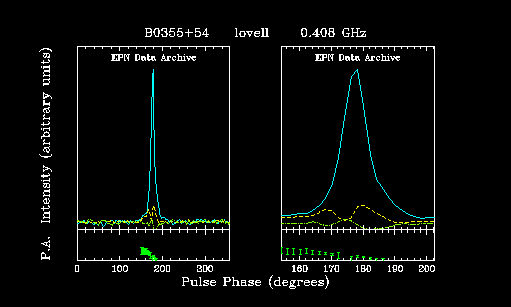 B0355+54 lovell 0.408 GHz
EPN Data Archive
EPN Data Archive
Intensity (arbitrary units)
P.A.
0 100 200 300
160 170 180 190 200
Pulse Phase (degrees)